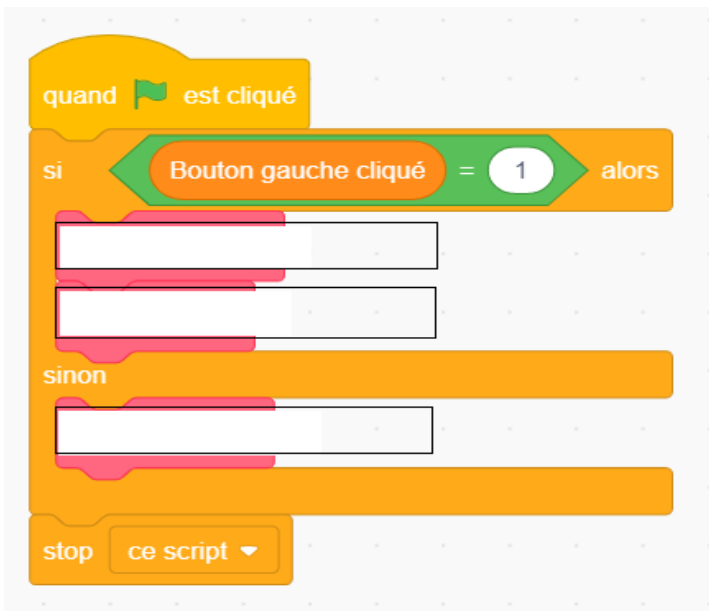 quand est cliqué
si Bouton gauche cliqué = 1 alors
sinon
stop ce script